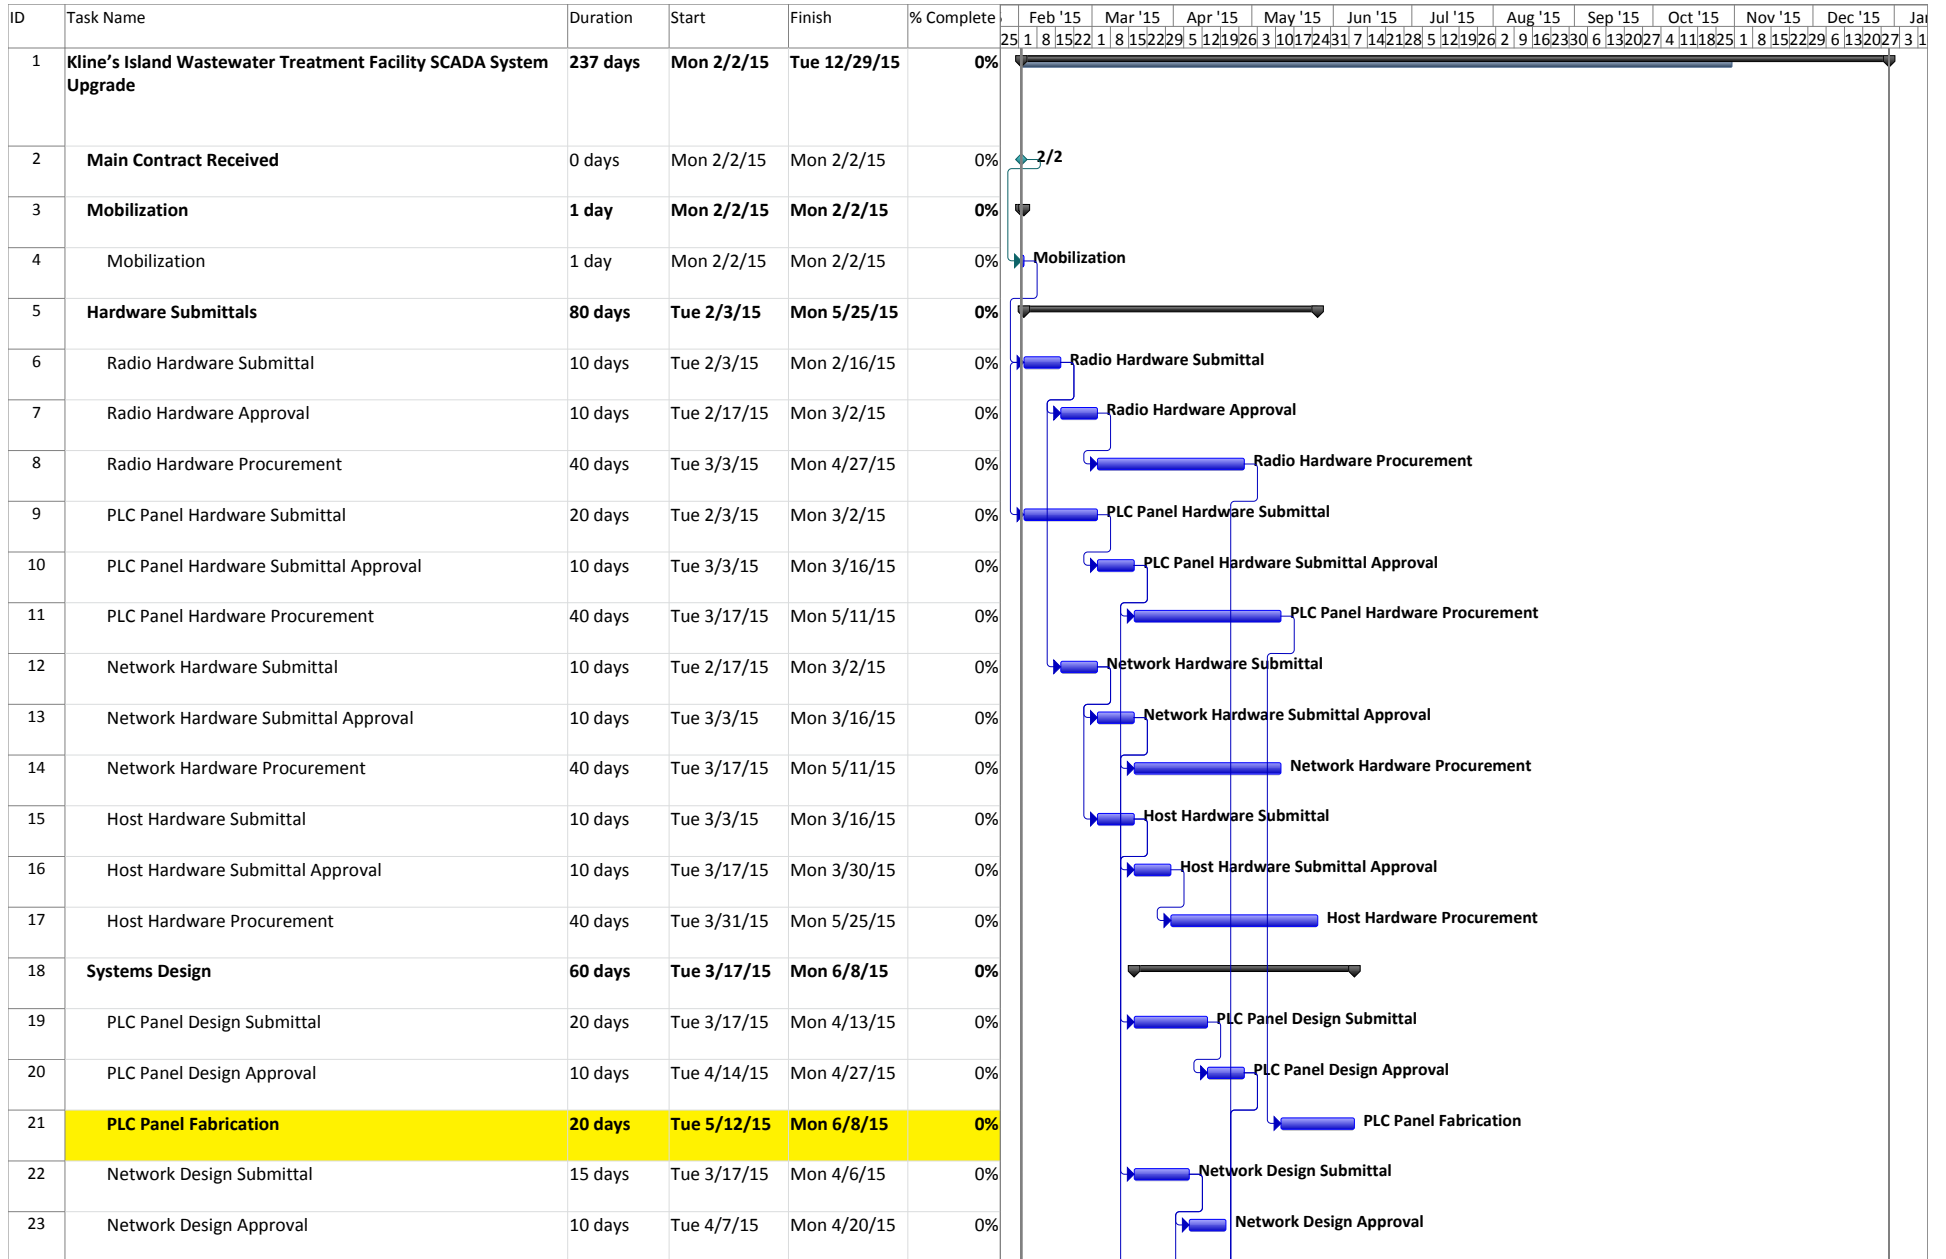 ID Task Name Duration Start Finish % Complete Feb '15 Mar '15 Apr '15 May '15 Jun '15 Jul '15 Aug '15 Sep '15 Oct '15 Nov '15 Dec '15
25 1 8 15 22 1 8 15 22 29 5 12 19 26 3 10 17 24 31 7 14 21 28 5 12 19 26 2 9 16 23 30 6 13 20 27 4 11 18 25 1 8 15 22 29 6 13 20 27 3
1 Kline's Island Wastewater Treatment Facility SCADA System 237 days Mon 2/2/15 Tue 12/29/15 0%
Upgrade
2 Main Contract Received 0 days Mon 2/2/15 Mon 2/2/15 0% 2/2
3 Mobilization 1 day Mon 2/2/15 Mon 2/2/15 0%
4 Mobilization 1 day Mon 2/2/15 Mon 2/2/15 0% Mobilization
5 Hardware Submittals 80 days Tue 2/3/15 Mon 5/25/15 0%
6 Radio Hardware Submittal 10 days Tue 2/3/15 Mon 2/16/15 0% Radio Hardware Submittal
7 Radio Hardware Approval 10 days Tue 2/17/15 Mon 3/2/15 0% Radio Hardware Approval
8 Radio Hardware Procurement 40 days Tue 3/3/15 Mon 4/27/15 0% Radio Hardware Procurement
9 PLC Panel Hardware Submittal 20 days Tue 2/3/15 Mon 3/2/15 0% PLC Panel Hardware Submittal
10 PLC Panel Hardware Submittal Approval 10 days Tue 3/3/15 Mon 3/16/15 0% PLC Panel Hardware Submittal Approval
11 PLC Panel Hardware Procurement 40 days Tue 3/17/15 Mon 5/11/15 0% PLC Panel Hardware Procurement
12 Network Hardware Submittal 10 days Tue 2/17/15 Mon 3/2/15 0% Network Hardware Submittal
13 Network Hardware Submittal Approval 10 days Tue 3/3/15 Mon 3/16/15 0% Network Hardware Submittal Approval
14 Network Hardware Procurement 40 days Tue 3/17/15 Mon 5/11/15 0% Network Hardware Procurement
15 Host Hardware Submittal 10 days Tue 3/3/15 Mon 3/16/15 0% Host Hardware Submittal
16 Host Hardware Submittal Approval 10 days Tue 3/17/15 Mon 3/30/15 0% Host Hardware Submittal Approval
17 Host Hardware Procurement 40 days Tue 3/31/15 Mon 5/25/15 0% Host Hardware Procurement
18 Systems Design 60 days Tue 3/17/15 Mon 6/8/15 0%
19 PLC Panel Design Submittal 20 days Tue 3/17/15 Mon 4/13/15 0% PLC Panel Design Submittal
20 PLC Panel Design Approval 10 days Tue 4/14/15 Mon 4/27/15 0% PLC Panel Design Approval
21 PLC Panel Fabrication 20 days Tue 5/12/15 Mon 6/8/15 0% PLC Panel Fabrication
22 Network Design Submittal 15 days Tue 3/17/15 Mon 4/6/15 0% Network Design Submittal
23 Network Design Approval 10 days Tue 4/7/15 Mon 4/20/15 0% Network Design Approval